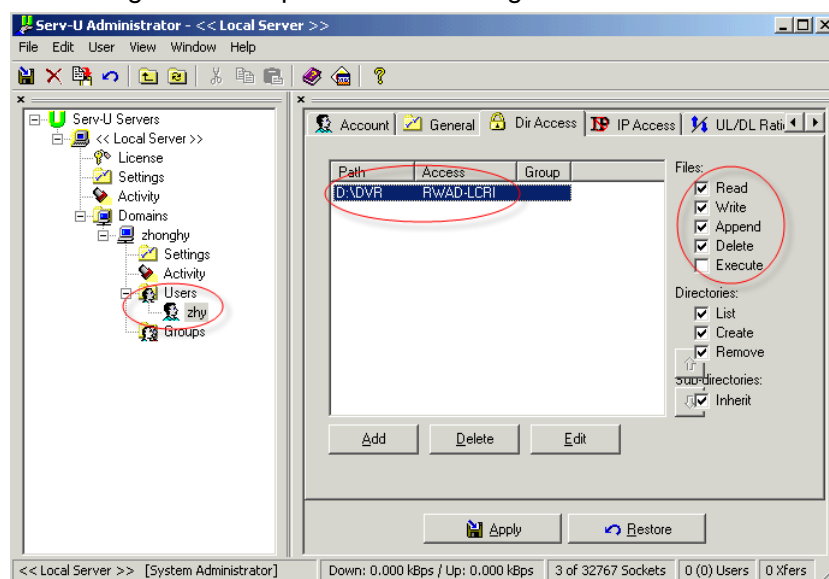 Serv-U Administrator - << Local Server >>
File Edit User View Window Help
Serv-U Servers
<< Local Server >>
License
Settings
Activity
Domains
zhonghy
Settings
Activity
Users
zhy
Groups
Account General Dir Access IP Access UL/DL Rati
Path Access Group
D:\DVR RWAD-LCRI
Files:
Read
Write
Append
Delete
Execute
Directories:
List
Create
Remove
Sub-directories:
Inherit
Add Delete Edit
Apply Restore
<< Local Server >> [System Administrator] Down: 0.000 kBps / Up: 0.000 kBps 3 of 32767 Sockets 0 (0) Users 0 Xfers